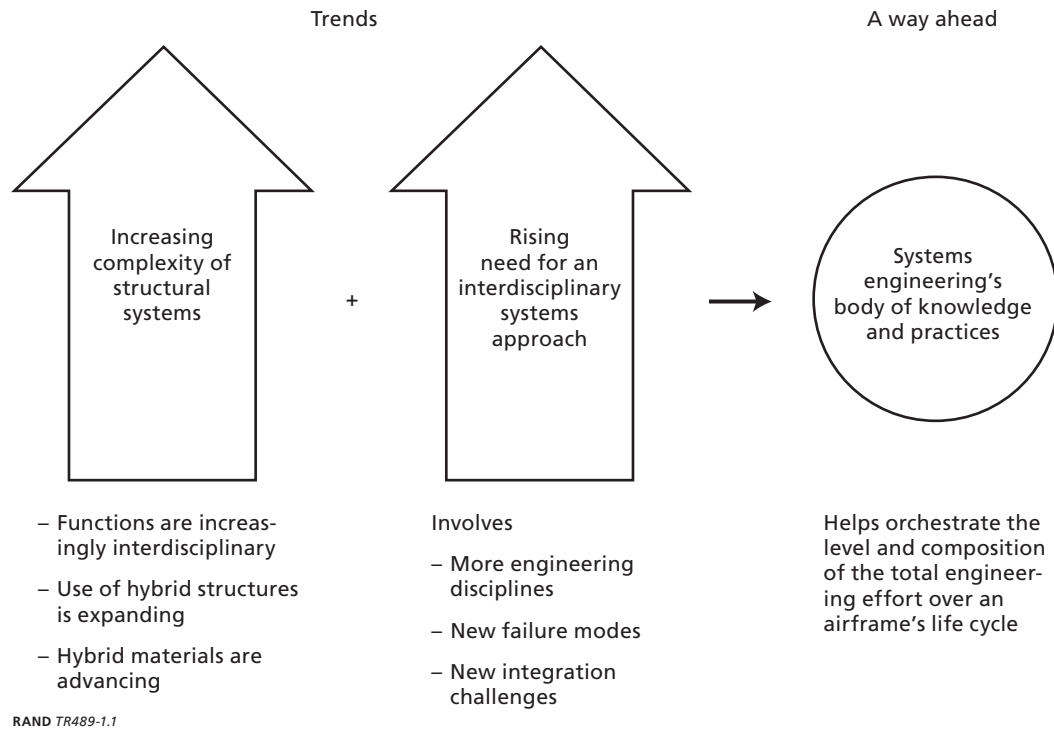 Trends
A way ahead
Increasing
complexity of
structural
systems
+
Rising
need for an
interdisciplinary
systems
approach
Systems
engineering’s
body of knowledge
and practices
– Functions are increas-
ingly interdisciplinary
– Use of hybrid structures
is expanding
– Hybrid materials are
advancing
Involves
– More engineering
disciplines
– New failure modes
– New integration
challenges
Helps orchestrate the
level and composition
of the total engineer-
ing effort over an
airframe’s life cycle
RAND TR489-1.1